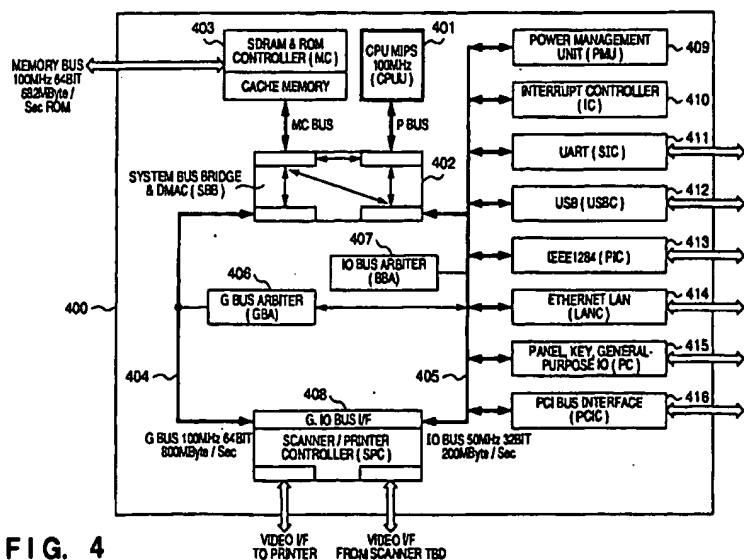 403
SDRAM & ROM
CONTROLLER (MC)
CACHE MEMORY
401
CPU MIPS
100MHz
(CPUU)
MEMORY BUS
100MHz 64BIT
682MByte /
Sec ROM
MC BUS
P BUS
SYSTEM BUS BRIDGE
& DMAC (SBB)
402
407
IO BUS ARBITER
(BBA)
406
G BUS ARBITER
(GBA)
400
404
405
408
G. IO BUS I/F
SCANNER / PRINTER
CONTROLLER (SPC)
G BUS 100MHz 64BIT
800MByte / Sec
IO BUS 50MHz 32BIT
200MByte / Sec
VIDEO I/F
TO PRINTER
VIDEO I/F
FROM SCANNER TBD
POWER MANAGEMENT
UNIT (PMU)
409
INTERRUPT CONTROLLER
(IC)
410
UART (SIC)
411
USB (USBC)
412
IEEE1284 (PIC)
413
ETHERNET LAN
(LANC)
414
PANEL, KEY, GENERAL-
PURPOSE IO (PC)
415
PCI BUS INTERFACE
(PCIC)
416
FIG. 4